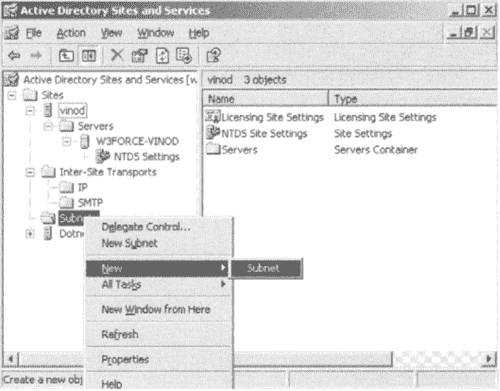 Active Directory Sites and Services
File Action View Window Help
Active Directory Sites and Services [w
vinod 3 objects
Sites
Name Type
vinod
Licensing Site Settings Licensing Site Settings
Servers
NTDS Site Settings Site Settings
W3FORCE-VINOD
Servers Servers Container
NTDS Settings
Inter-Site Transports
IP
SMTP
Subn
Dotne
Delegate Control...
New Subnet
New
Subnet
All Tasks
New Window from Here
Refresh
Properties
Help
Create a new obj